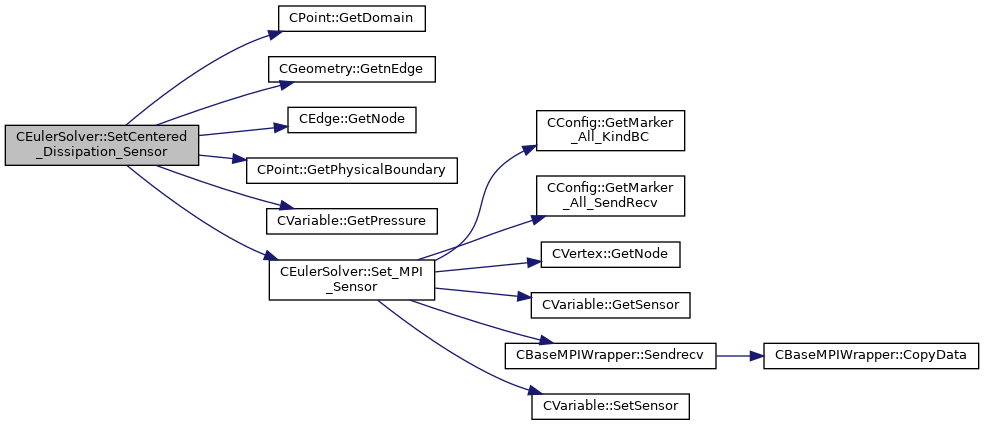 CEulerSolver::SetCentered
_Dissipation_Sensor
CPoint::GetDomain
CGeometry::GetnEdge
CEdge::GetNode
CPoint::GetPhysicalBoundary
CVariable::GetPressure
CEulerSolver::Set_MPI
_Sensor
CConfig::GetMarker
_All_KindBC
CConfig::GetMarker
_All_SendRecv
CVertex::GetNode
CVariable::GetSensor
CBaseMPIWrapper::Sendrecv
CBaseMPIWrapper::CopyData
CVariable::SetSensor